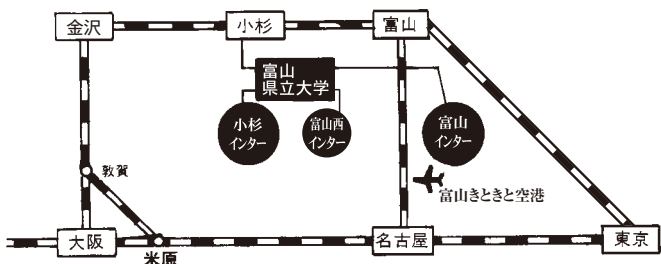 金沢
小杉
富山
富山
県立大学
小杉
インター
富山西
インター
富山
インター
敦賀
富山きときと空港
大阪
米原
名古屋
東京